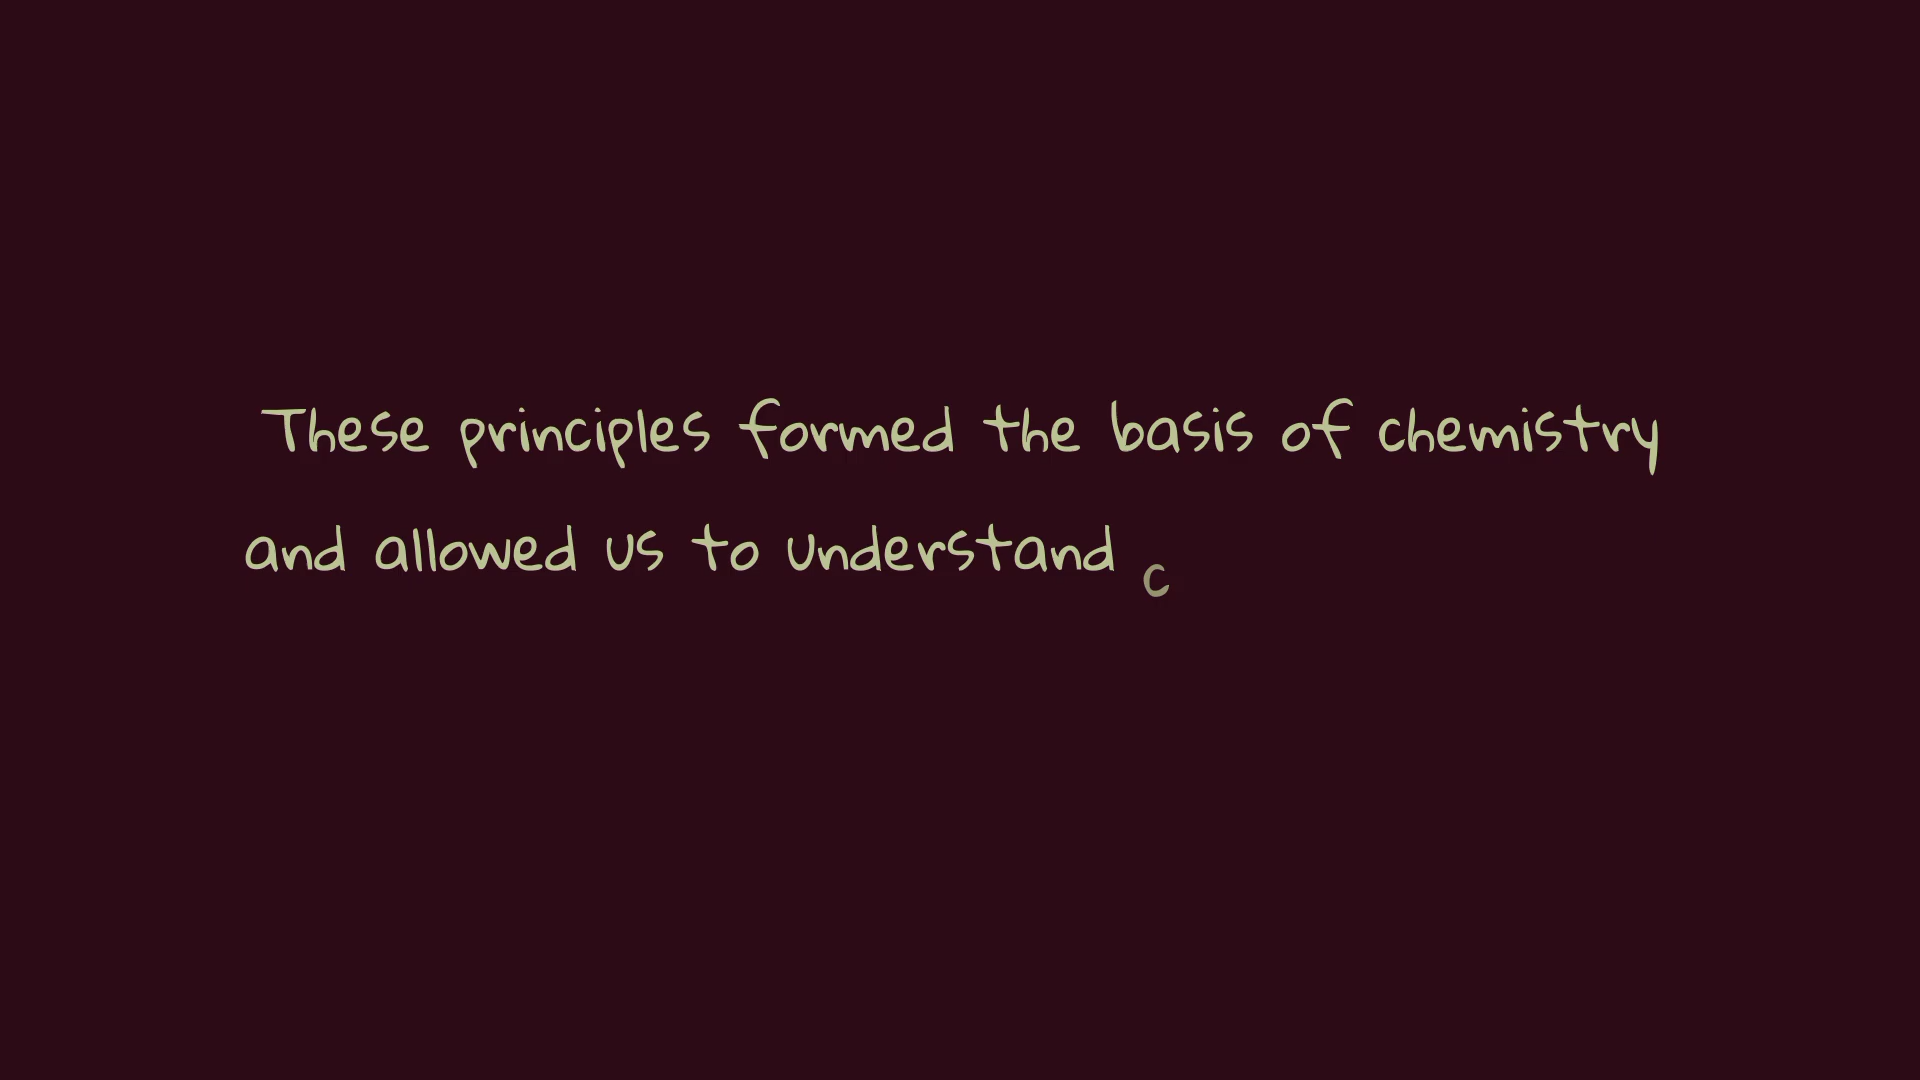 These principles formed the basis of chemistry
and allowed us to understand c